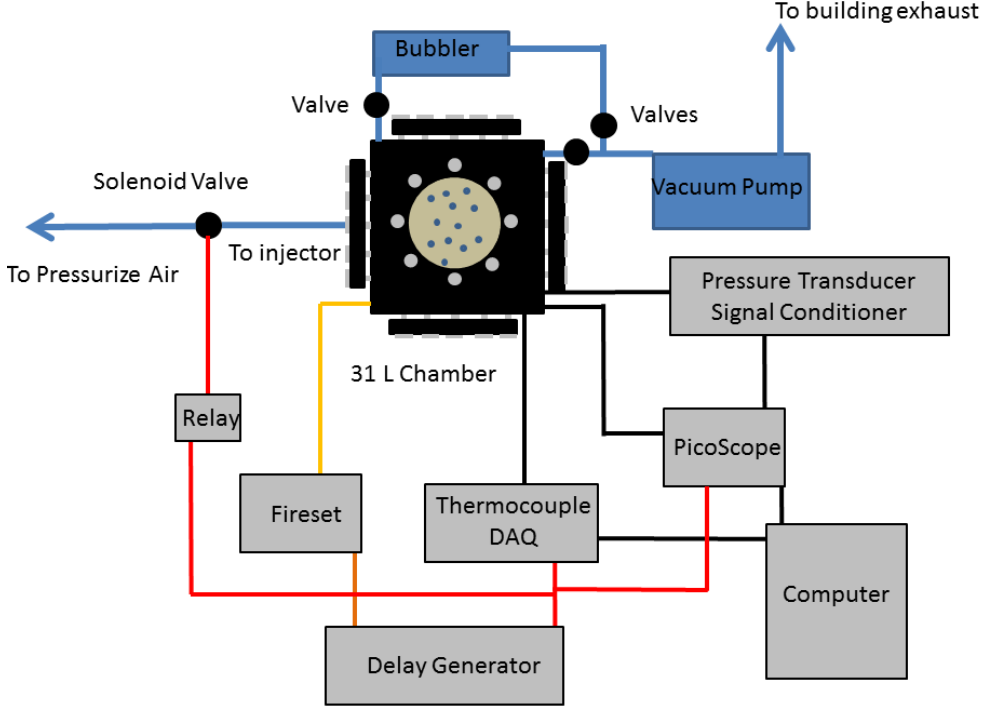 To building exhaust
Bubbler
Valve
Valves
Solenoid Valve
Vacuum Pump
To injector
To Pressurize Air
Pressure Transducer
Signal Conditioner
31 L Chamber
Relay
PicoScope
Fireset
Thermocouple
DAQ
Computer
Delay Generator